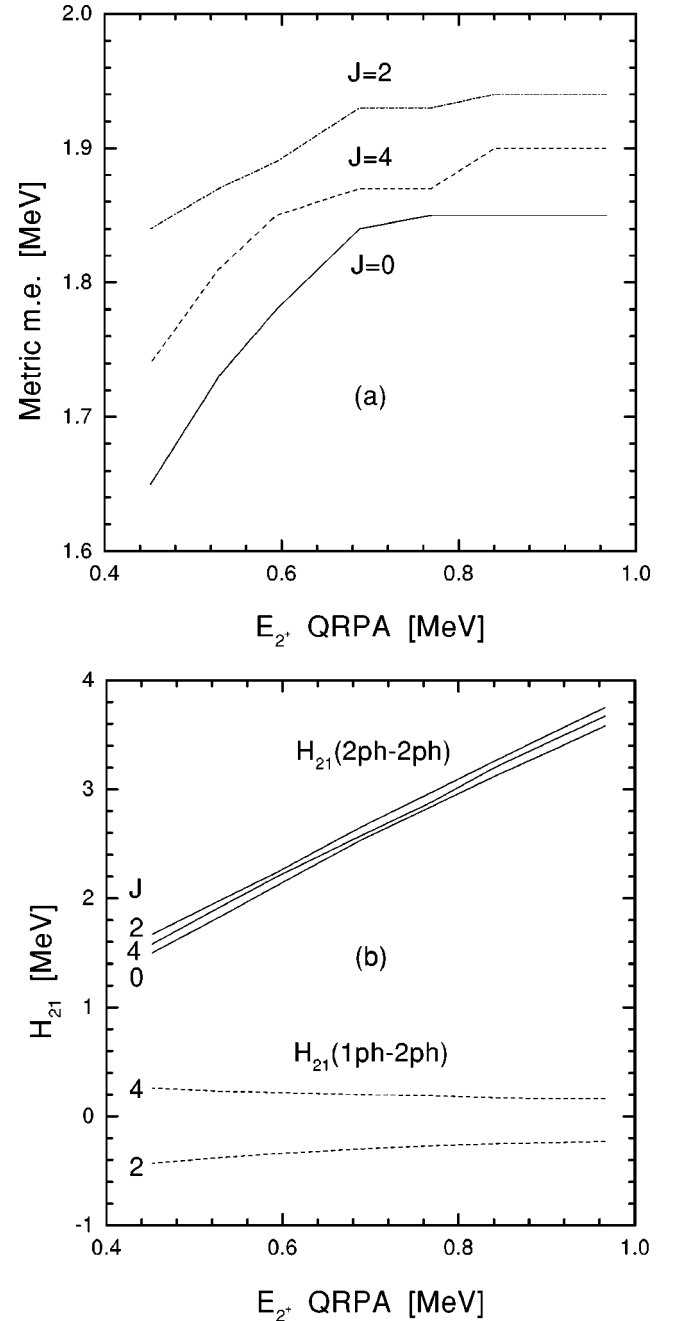 2.0
J=2
1.9
J=4
1.8
J=0
Metric m.e. [MeV]
1.7
(a)
1.6
0.4 0.6 0.8 1.0
E₂⁺ QRPA [MeV]
4
H₂₁(2ph-2ph)
3
J
2
2
4
(b)
0
H₂₁ [MeV]
1
H₂₁(1ph-2ph)
4
0
2
-1
0.4 0.6 0.8 1.0
E₂⁺ QRPA [MeV]